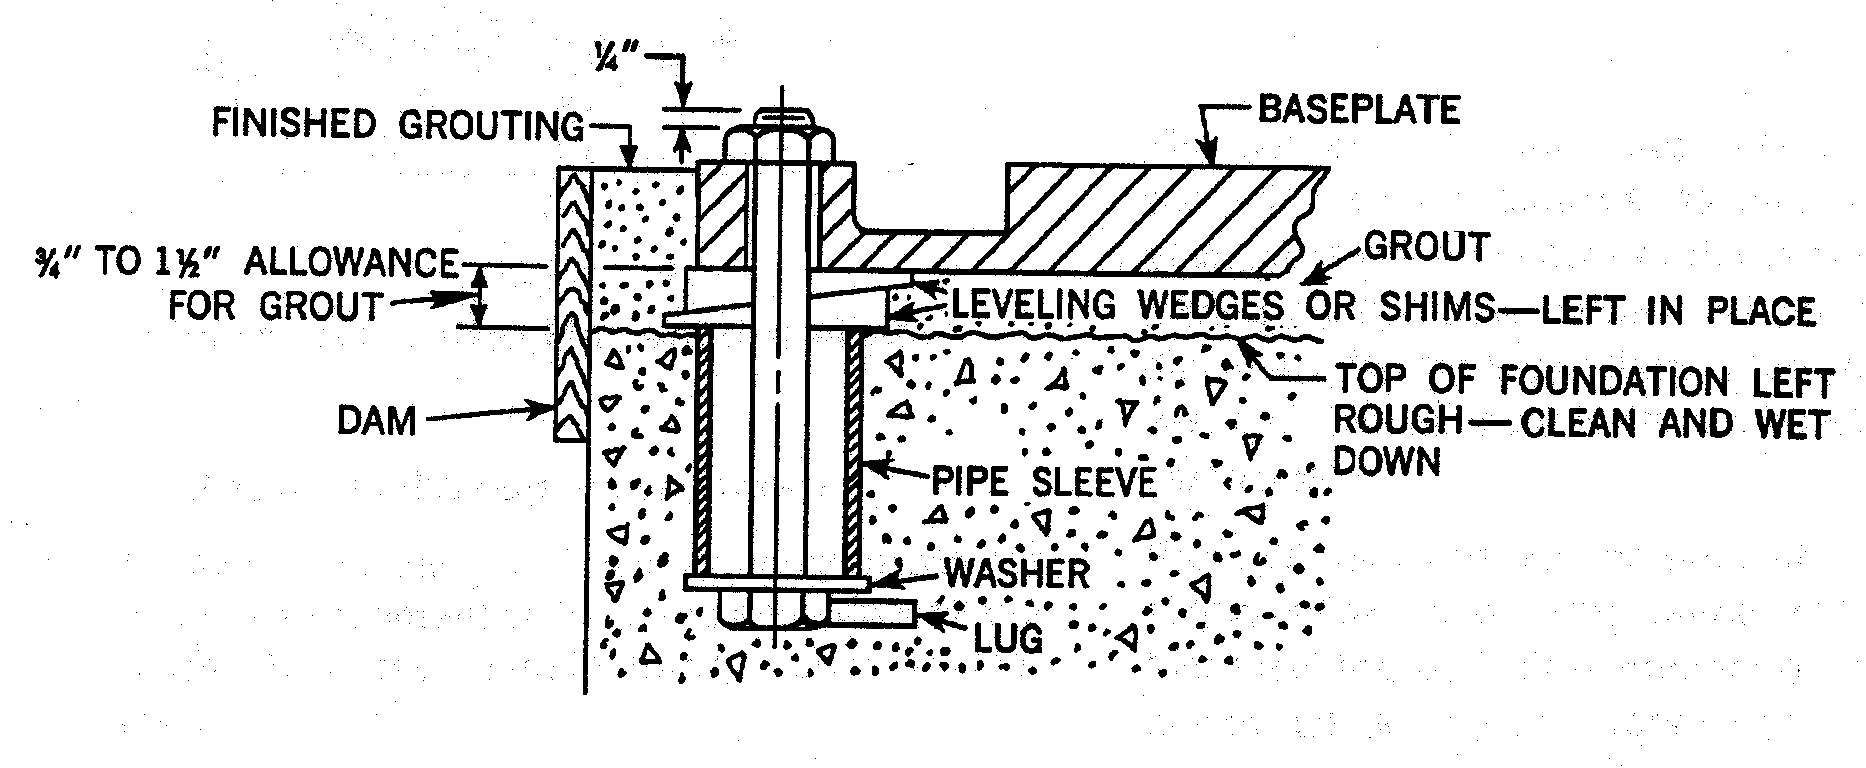 ¼"
FINISHED GROUTING
BASEPLATE
¾" TO 1½" ALLOWANCE
FOR GROUT
GROUT
LEVELING WEDGES OR SHIMS—LEFT IN PLACE
TOP OF FOUNDATION LEFT
ROUGH—CLEAN AND WET
DOWN
DAM
PIPE SLEEVE
WASHER
LUG